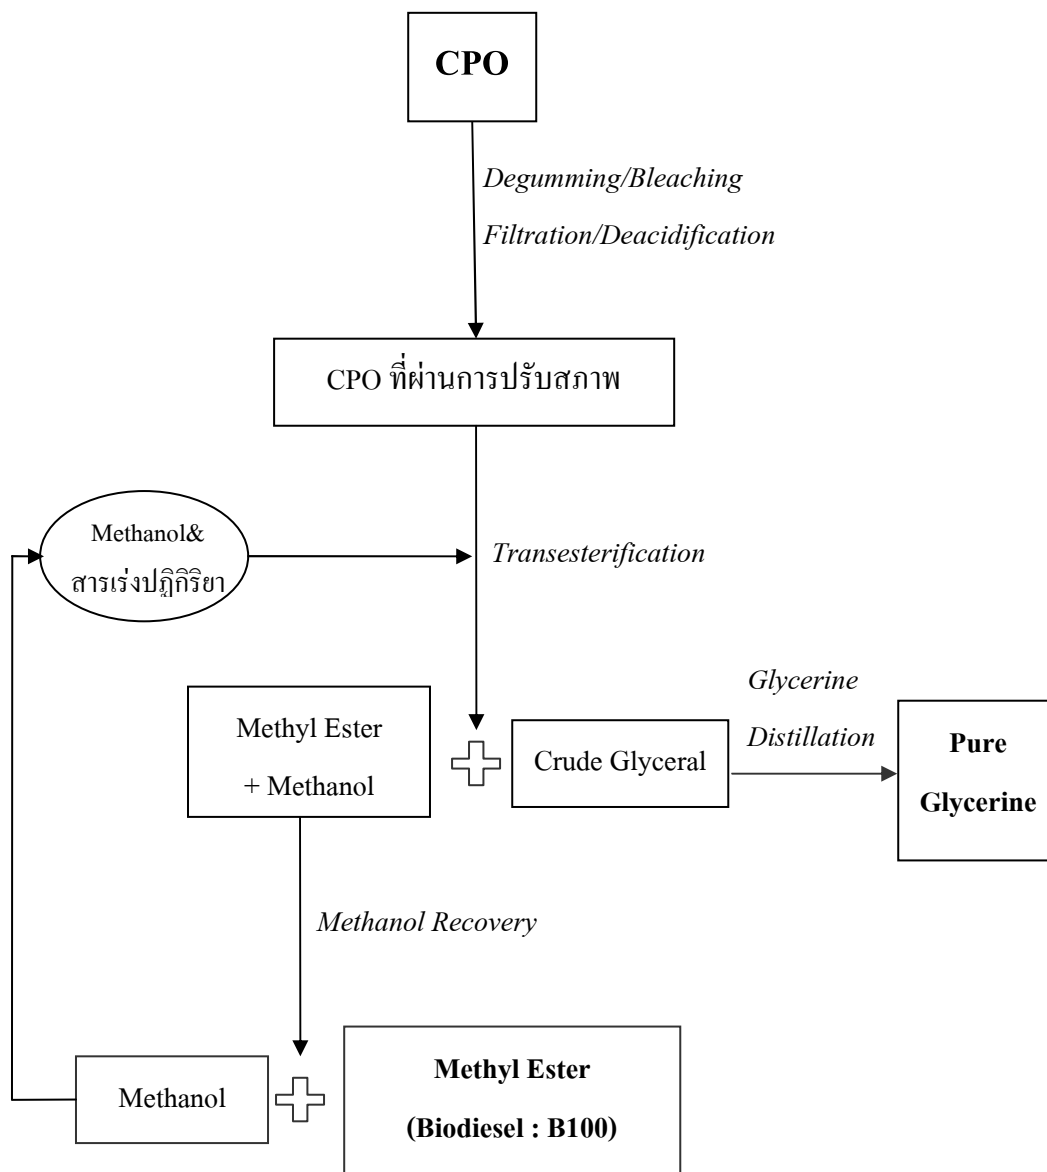 CPO
Degumming/Bleaching
Filtration/Deacidification
CPO ที่ผ่านการปรับสภาพ
Methanol&
สารเร่งปฏิกิริยา
Transesterification
Methyl Ester
+ Methanol
Crude Glyceral
Glycerine
Distillation
Pure
Glycerine
Methanol Recovery
Methanol
Methyl Ester
(Biodiesel : B100)